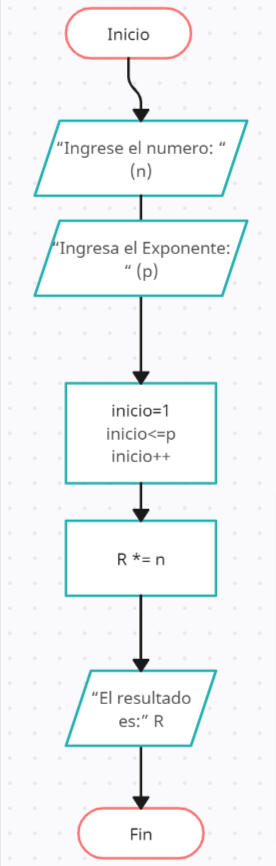 Inicio
“Ingrese el numero: “
(n)
“Ingresa el Exponente:
“ (p)
inicio=1
inicio<=p
inicio++
R *= n
“El resultado
es:” R
Fin